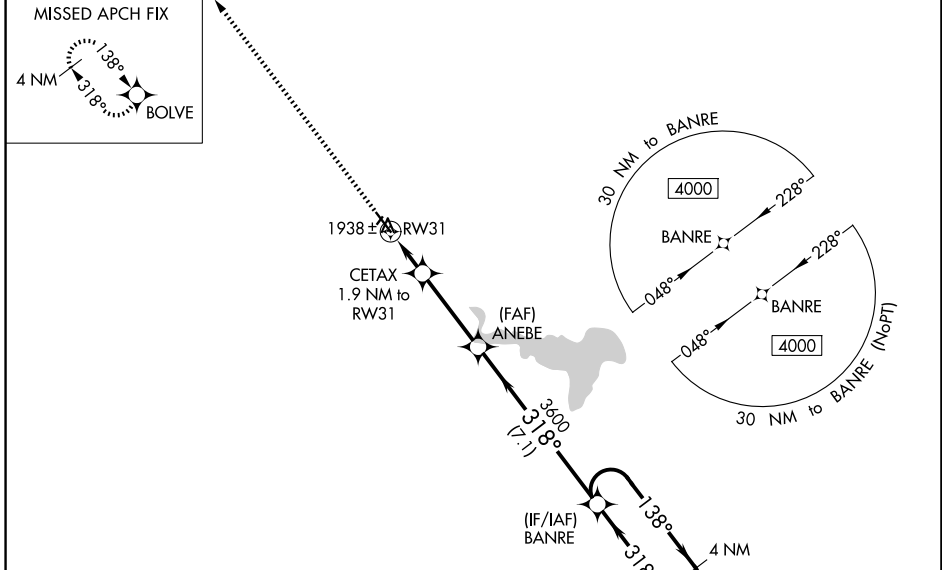 MISSED APCH FIX
138°
4 NM
318°
BOLVE
30 NM to BANRE
4000
228°
BANRE
048°
228°
BANRE
048°
4000
30 NM to BANRE (NoPT)
1938 ±
RW31
CETAX
1.9 NM to
RW31
(FAF)
ANEBE
3600
318°
(7.1)
(IF/IAF)
BANRE
138°
4 NM